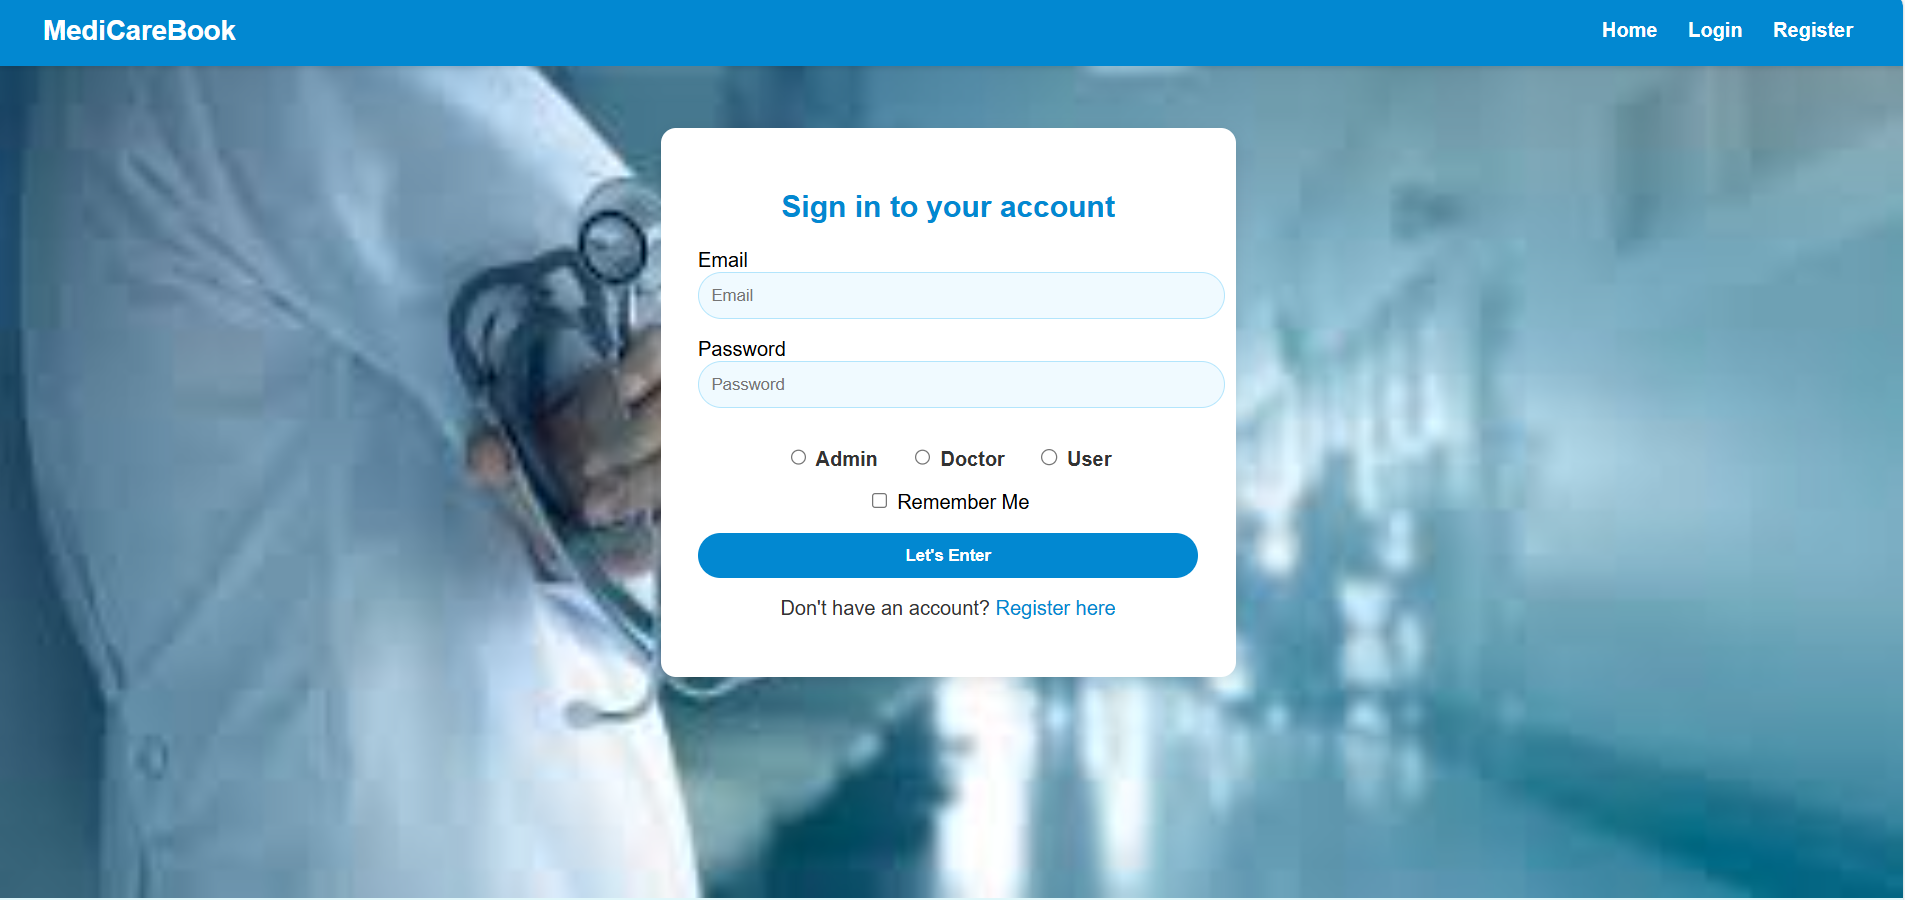 MediCareBook Home Login Register
Sign in to your account
Email
Email
Password
Password
Admin Doctor User
Remember Me
Let's Enter
Don't have an account? Register here